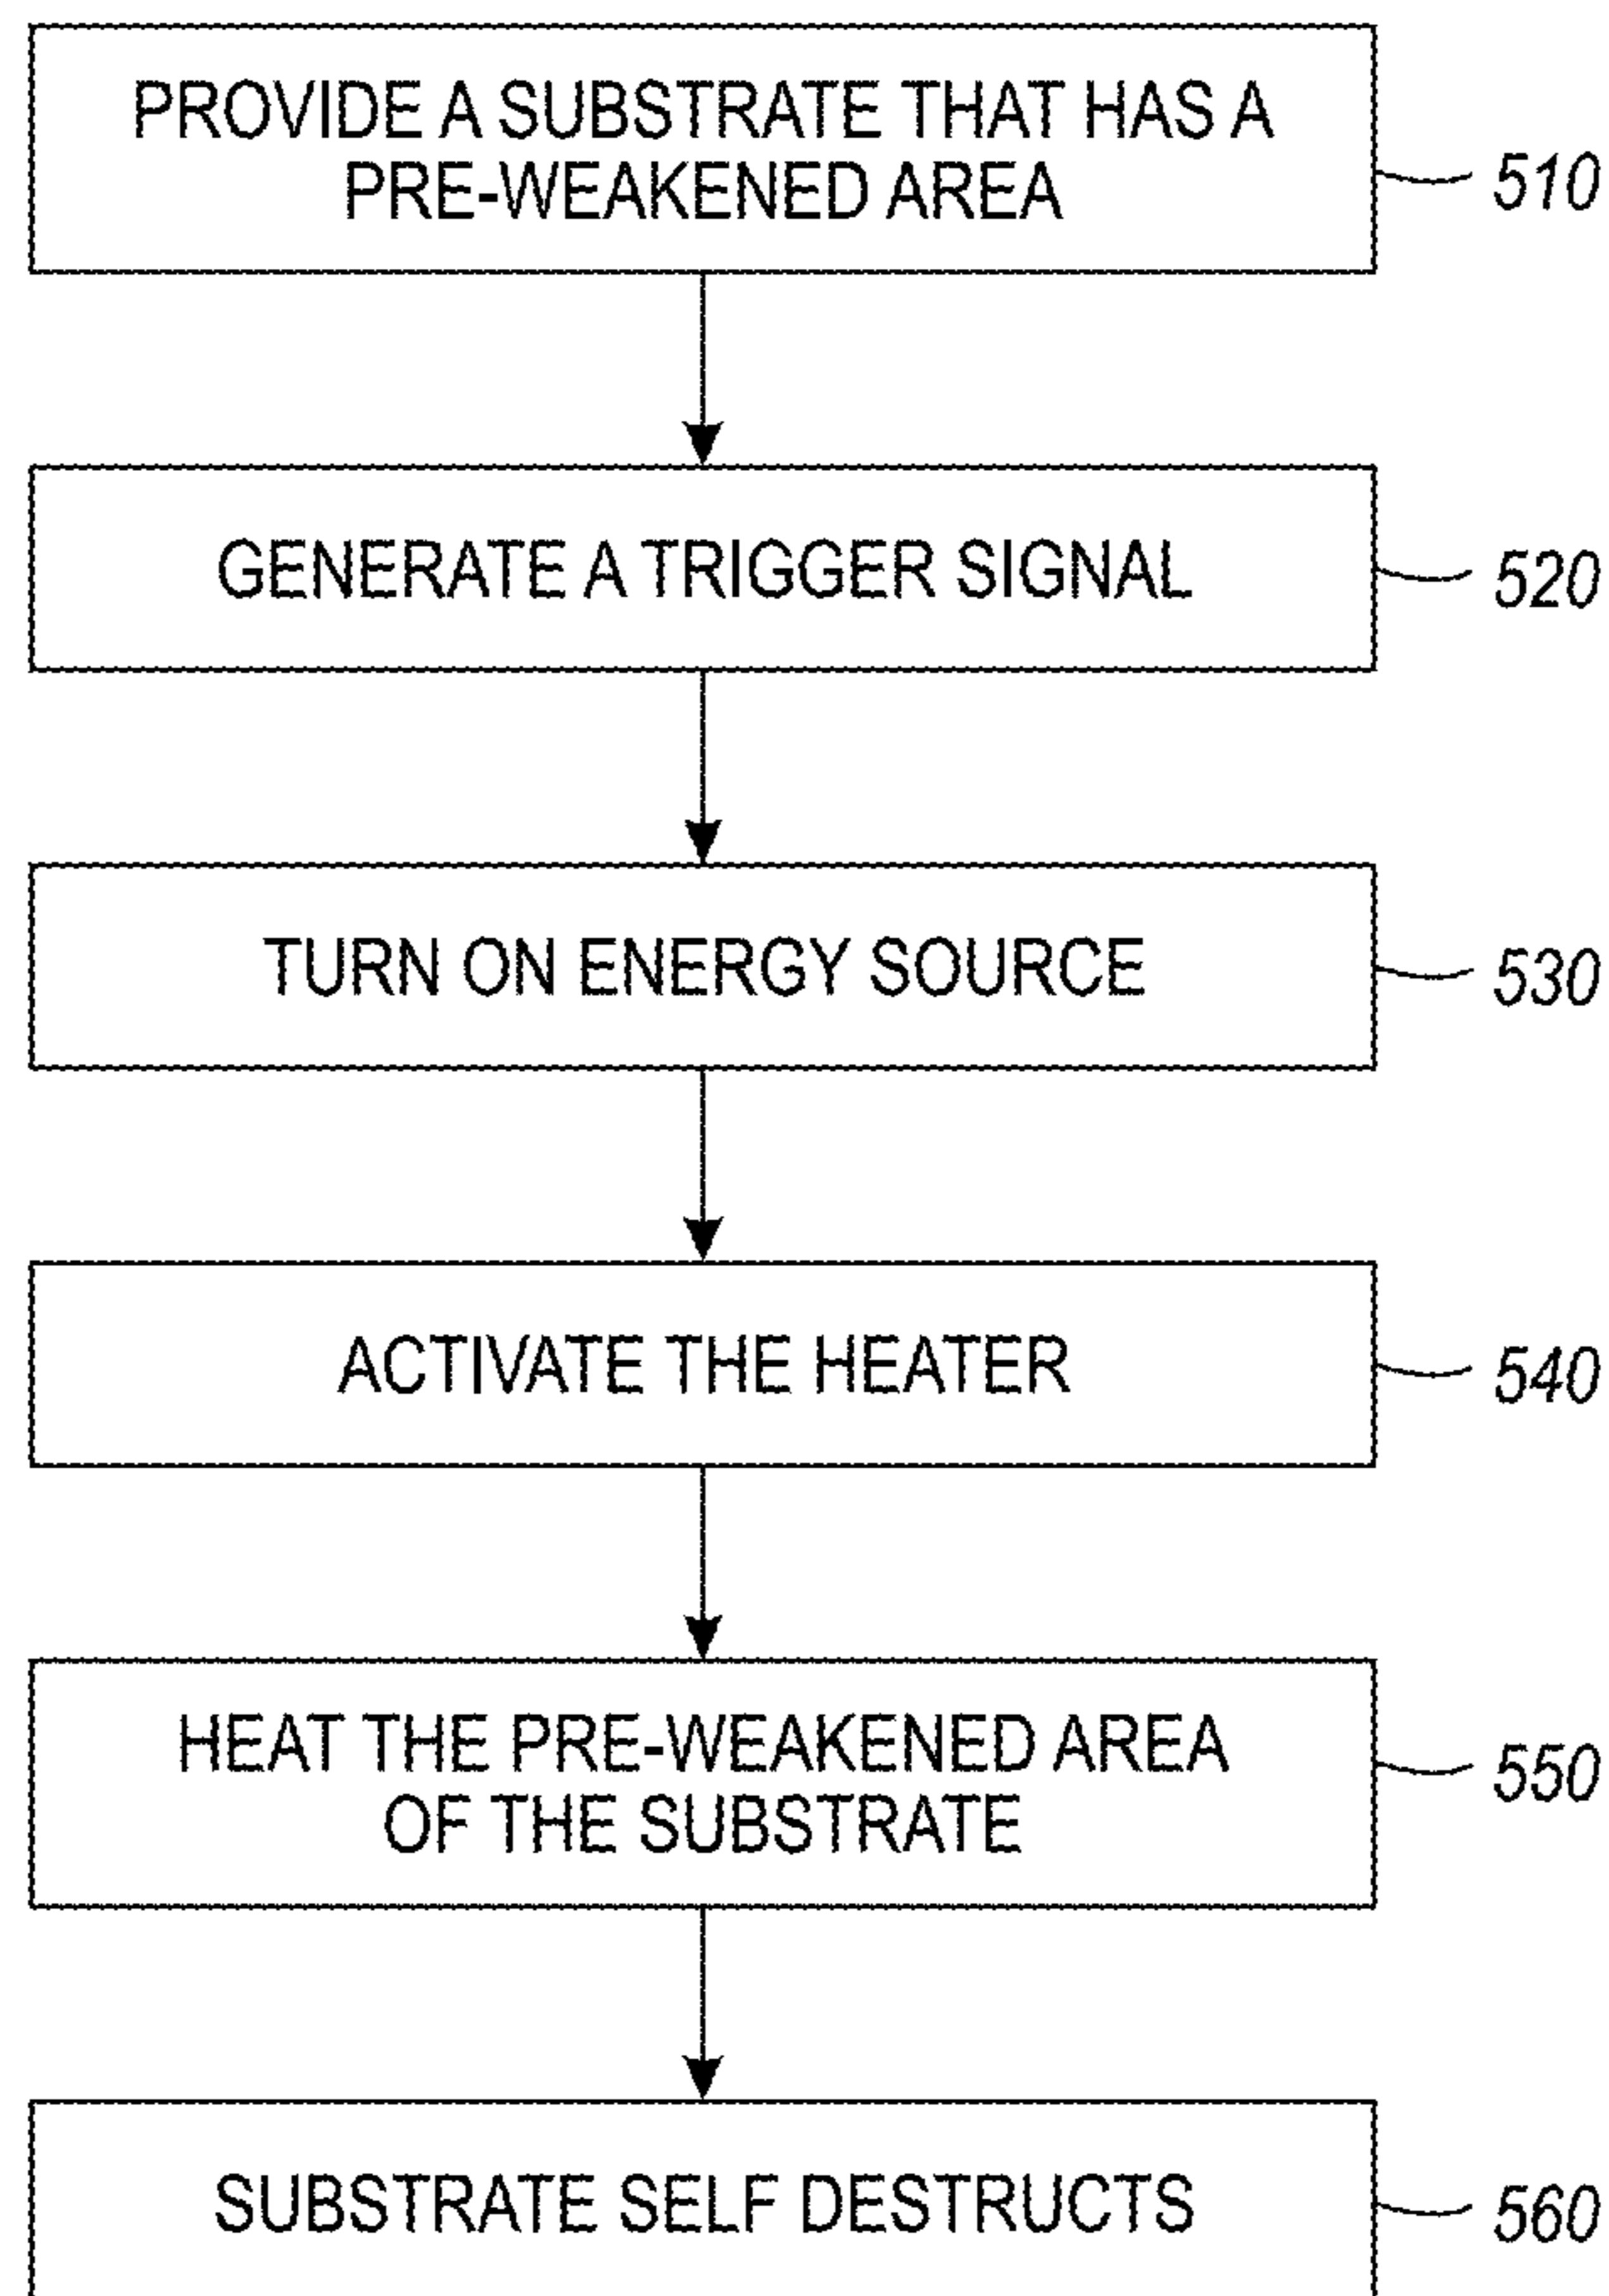 PROVIDE A SUBSTRATE THAT HAS A
PRE-WEAKENED AREA
510
GENERATE A TRIGGER SIGNAL
520
TURN ON ENERGY SOURCE
530
ACTIVATE THE HEATER
540
HEAT THE PRE-WEAKENED AREA
OF THE SUBSTRATE
550
SUBSTRATE SELF DESTRUCTS
560